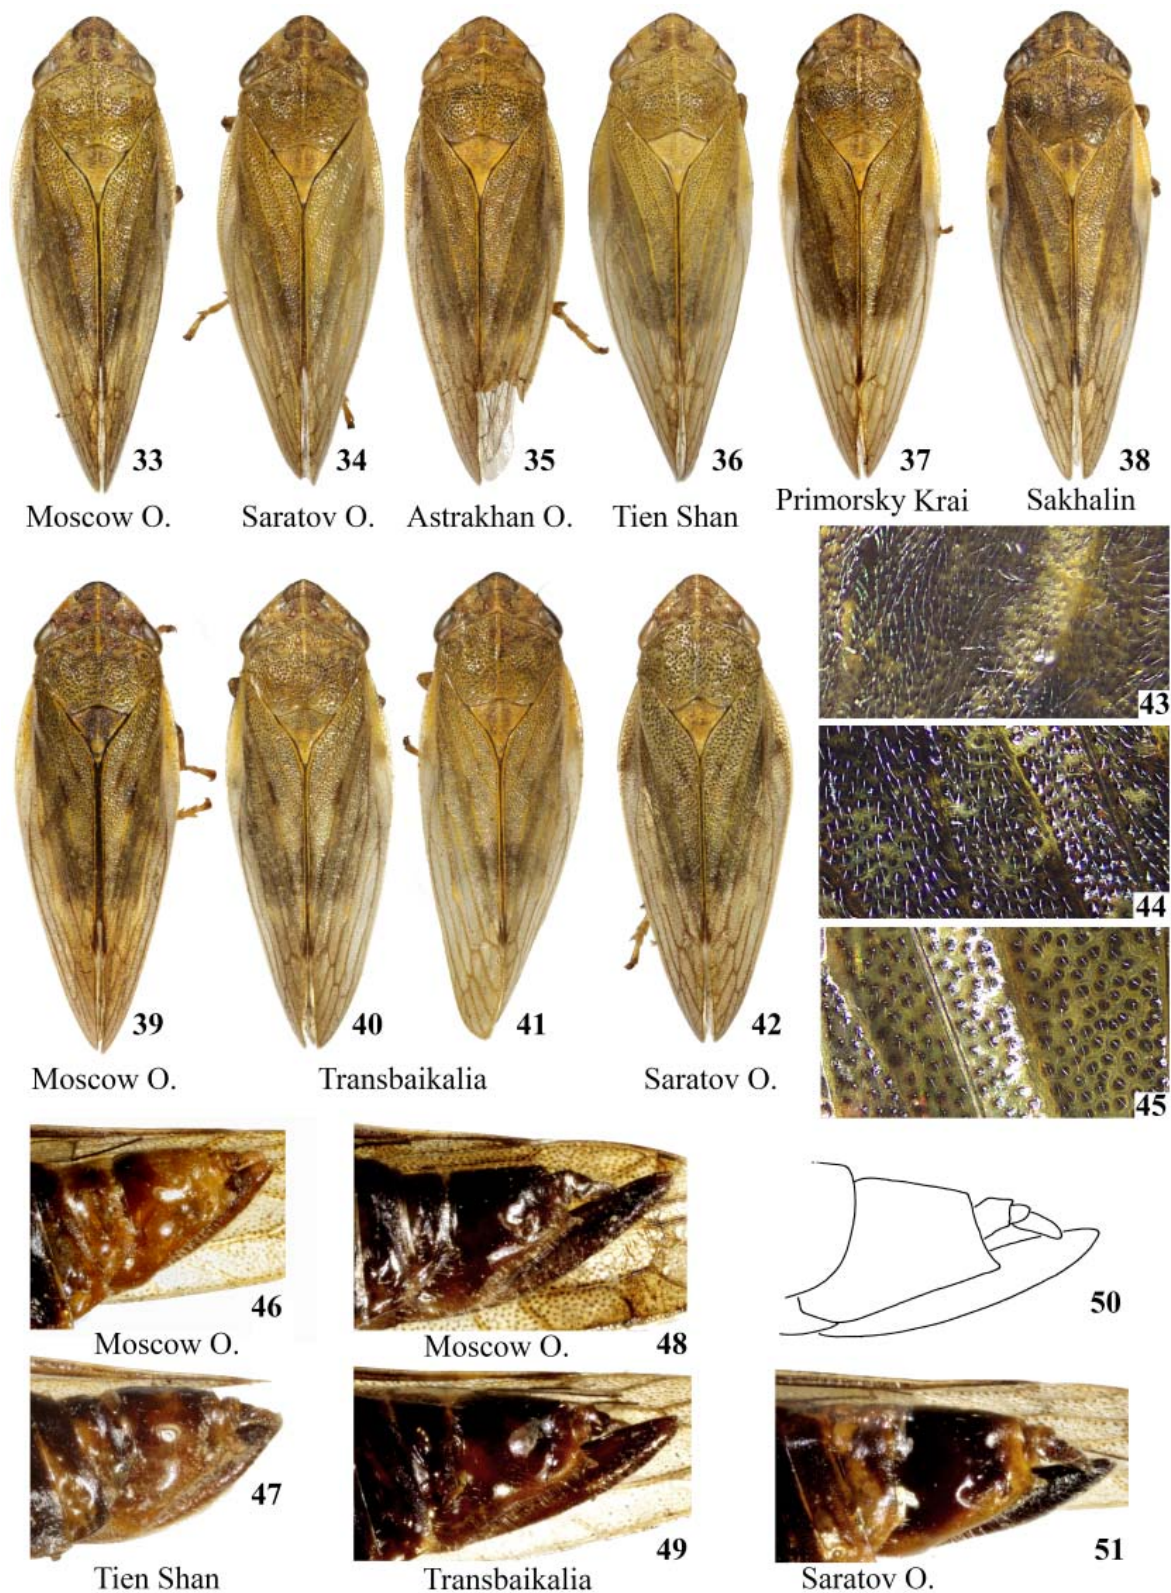 33 34 35 36 37 38
Moscow O. Saratov O. Astrakhan O. Tien Shan Primorsky Krai Sakhalin
43
44
39 40 41 42
Moscow O. Transbaikalia Saratov O.
45
46 48 50
Moscow O. Moscow O.
47 49 51
Tien Shan Transbaikalia Saratov O.